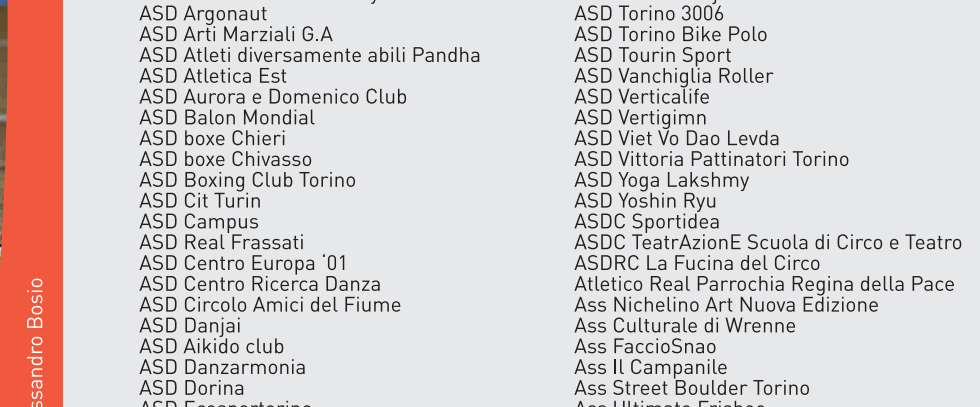 ASD Argonaut
ASD Arti Marziali G.A
ASD Atleti diversamente abili Pandha
ASD Atletica Est
ASD Aurora e Domenico Club
ASD Balon Mondial
ASD boxe Chieri
ASD boxe Chivasso
ASD Boxing Club Torino
ASD Cit Turin
ASD Campus
ASD Real Frassati
ASD Centro Europa ‘01
ASD Centro Ricerca Danza
ASD Circolo Amici del Fiume
ASD Danjai
ASD Aikido club
ASD Danzarmonia
ASD Dorina
ASD Torino 3006
ASD Torino Bike Polo
ASD Tourin Sport
ASD Vanchiglia Roller
ASD Verticalife
ASD Vertigimn
ASD Viet Vo Dao Levda
ASD Vittoria Pattinatori Torino
ASD Yoga Lakshmy
ASD Yoshin Ryu
ASDC Sportidea
ASDC TeatrAzionE Scuola di Circo e Teatro
ASDRC La Fucina del Circo
Atletico Real Parrochia Regina della Pace
Ass Nichelino Art Nuova Edizione
Ass Culturale di Wrenne
Ass FaccioSnao
Ass Il Campanile
Ass Street Boulder Torino
ssandro Bosio